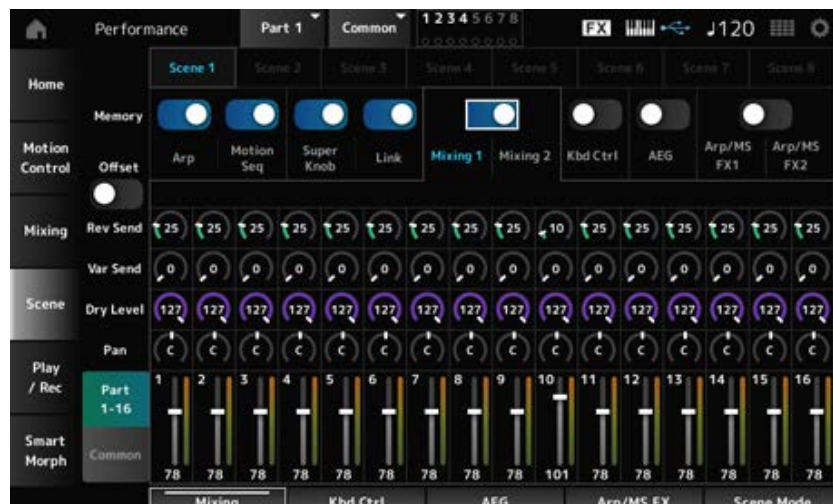 Performance Part 1 Common 1 2 3 4 5 6 7 8 FX ♩120
Scene 1 Scene 2 Scene 3 Scene 4 Scene 5 Scene 6 Scene 7 Scene 8
Home
Memory
Motion Control
Arp Motion Seq Super Knob Link Mixing 1 Mixing 2 Kbd Ctrl AEG Arp/MS FX1 Arp/MS FX2
Offset
Mixing
Rev Send 25 25 25 25 25 25 25 25 25 10 25 25 25 25 25 25
Var Send 0 0 0 0 0 0 0 0 0 0 0 0 0 0 0 0
Scene
Dry Level 127 127 127 127 127 127 127 127 127 127 127 127 127 127 127 127
Pan C C C C C C C C C C C C C C C C
Play / Rec
Part 1-16
1 2 3 4 5 6 7 8 9 10 11 12 13 14 15 16
Smart Morph
Common
78 78 78 78 78 78 78 78 78 101 78 78 78 78 78 78
Mixing Kbd Ctrl AEG Arp/MS FX Scene Mode